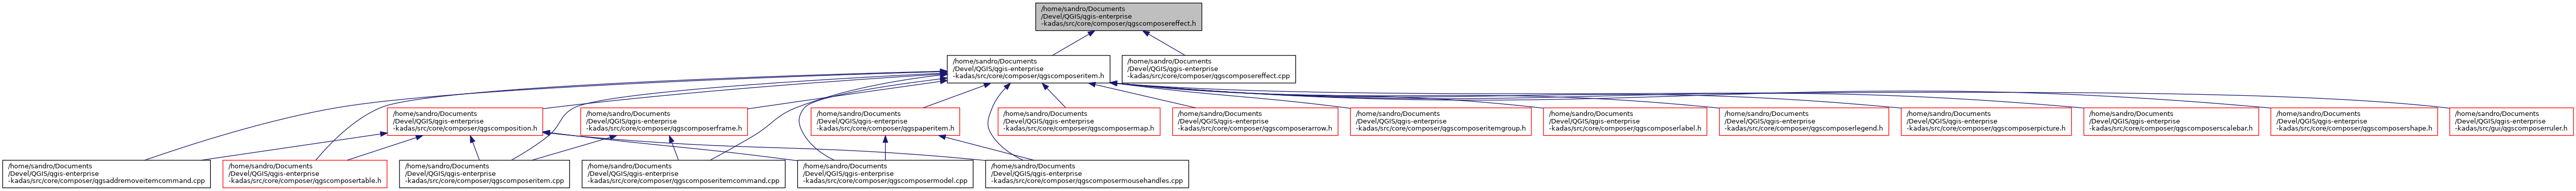 /home/sandro/Documents
/Devel/QGIS/qgis-enterprise
-kadas/src/core/composer/qgscomposereffect.h
/home/sandro/Documents
/Devel/QGIS/qgis-enterprise
-kadas/src/core/composer/qgscomposeritem.h
/home/sandro/Documents
/Devel/QGIS/qgis-enterprise
-kadas/src/core/composer/qgscomposereffect.cpp
/home/sandro/Documents
/Devel/QGIS/qgis-enterprise
-kadas/src/core/composer/qgscomposition.h
/home/sandro/Documents
/Devel/QGIS/qgis-enterprise
-kadas/src/core/composer/qgscomposerframe.h
/home/sandro/Documents
/Devel/QGIS/qgis-enterprise
-kadas/src/core/composer/qgspaperitem.h
/home/sandro/Documents
/Devel/QGIS/qgis-enterprise
-kadas/src/core/composer/qgscomposermap.h
/home/sandro/Documents
/Devel/QGIS/qgis-enterprise
-kadas/src/core/composer/qgscomposerarrow.h
/home/sandro/Documents
/Devel/QGIS/qgis-enterprise
-kadas/src/core/composer/qgscomposeritemgroup.h
/home/sandro/Documents
/Devel/QGIS/qgis-enterprise
-kadas/src/core/composer/qgscomposerlabel.h
/home/sandro/Documents
/Devel/QGIS/qgis-enterprise
-kadas/src/core/composer/qgscomposerlegend.h
/home/sandro/Documents
/Devel/QGIS/qgis-enterprise
-kadas/src/core/composer/qgscomposerpicture.h
/home/sandro/Documents
/Devel/QGIS/qgis-enterprise
-kadas/src/core/composer/qgscomposerscalebar.h
/home/sandro/Documents
/Devel/QGIS/qgis-enterprise
-kadas/src/core/composer/qgscomposershape.h
/home/sandro/Documents
/Devel/QGIS/qgis-enterprise
-kadas/src/gui/qgscomposerruler.h
/home/sandro/Documents
/Devel/QGIS/qgis-enterprise
-kadas/src/core/composer/qgsaddremoveitemcommand.cpp
/home/sandro/Documents
/Devel/QGIS/qgis-enterprise
-kadas/src/core/composer/qgscomposertable.h
/home/sandro/Documents
/Devel/QGIS/qgis-enterprise
-kadas/src/core/composer/qgscomposeritem.cpp
/home/sandro/Documents
/Devel/QGIS/qgis-enterprise
-kadas/src/core/composer/qgscomposeritemcommand.cpp
/home/sandro/Documents
/Devel/QGIS/qgis-enterprise
-kadas/src/core/composer/qgscomposermodel.cpp
/home/sandro/Documents
/Devel/QGIS/qgis-enterprise
-kadas/src/core/composer/qgscomposermousehandles.cpp